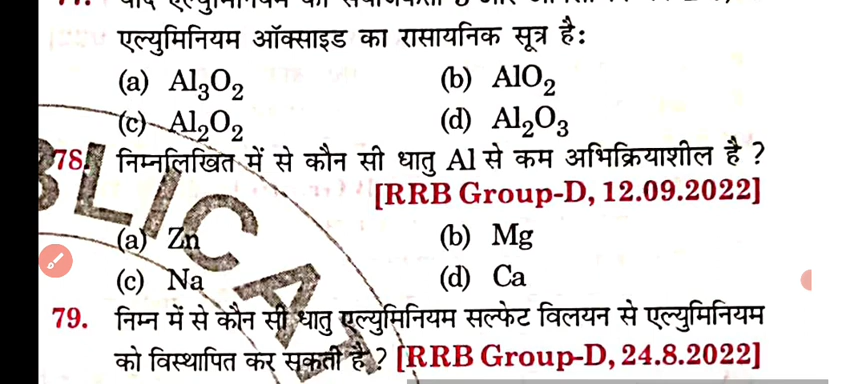 एल्युमिनियम ऑक्साइड का रासायनिक सूत्र है:
(a) Al₃O₂ (b) AlO₂
(c) Al₂O₂ (d) Al₂O₃
78. निम्नलिखित में से कौन सी धातु Al से कम अभिक्रियाशील है ?
[RRB Group-D, 12.09.2022]
(a) Zn (b) Mg
(c) Na (d) Ca
79. निम्न में से कौन सी धातु एल्युमिनियम सल्फेट विलयन से एल्युमिनियम
को विस्थापित कर सकती है ? [RRB Group-D, 24.8.2022]
BLICAT